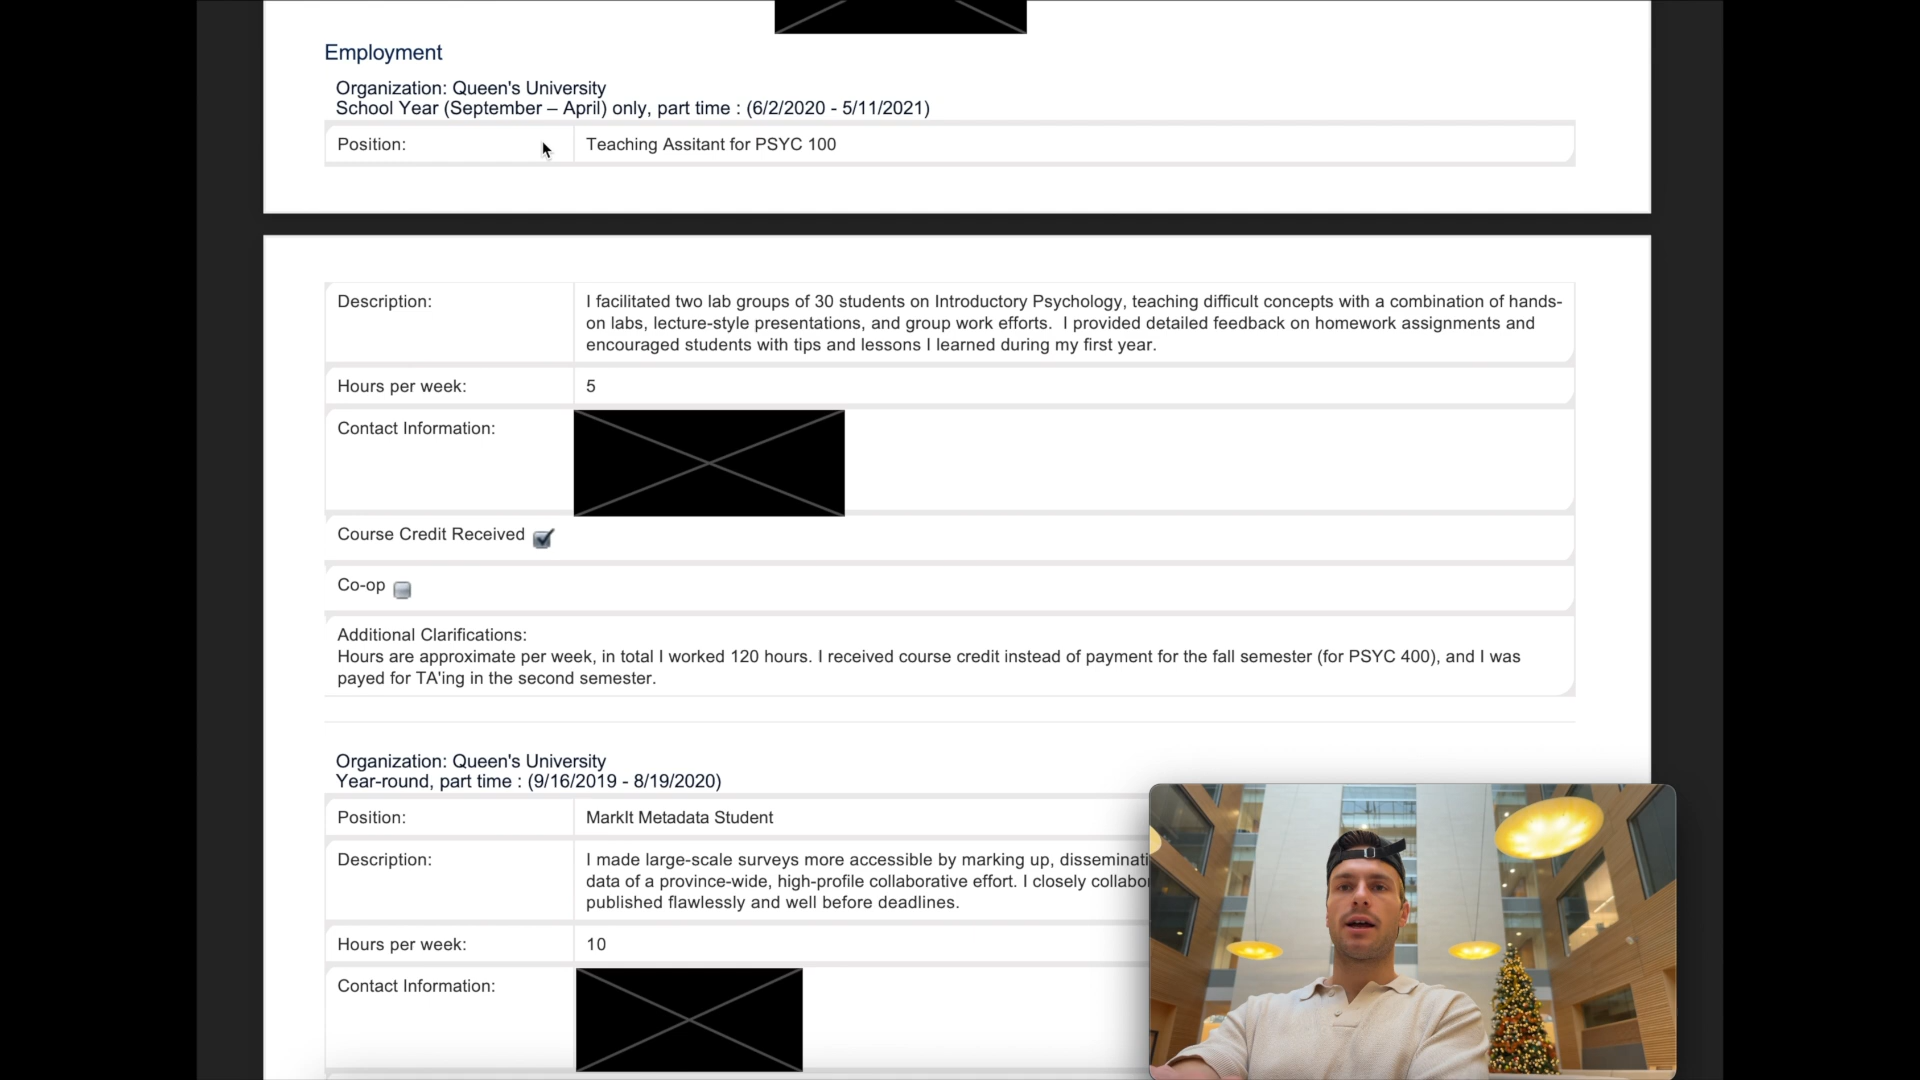 Employment
Organization: Queen's University
School Year (September – April) only, part time : (6/2/2020 - 5/11/2021)
Position: Teaching Assitant for PSYC 100
Description: I facilitated two lab groups of 30 students on Introductory Psychology, teaching difficult concepts with a combination of hands-
on labs, lecture-style presentations, and group work efforts.  I provided detailed feedback on homework assignments and
encouraged students with tips and lessons I learned during my first year.
Hours per week: 5
Contact Information:
Course Credit Received
Co-op
Additional Clarifications:
Hours are approximate per week, in total I worked 120 hours. I received course credit instead of payment for the fall semester (for PSYC 400), and I was
payed for TA'ing in the second semester.
Organization: Queen's University
Year-round, part time : (9/16/2019 - 8/19/2020)
Position: MarkIt Metadata Student
Description: I made large-scale surveys more accessible by marking up, disseminati
data of a province-wide, high-profile collaborative effort. I closely collabor
published flawlessly and well before deadlines.
Hours per week: 10
Contact Information: